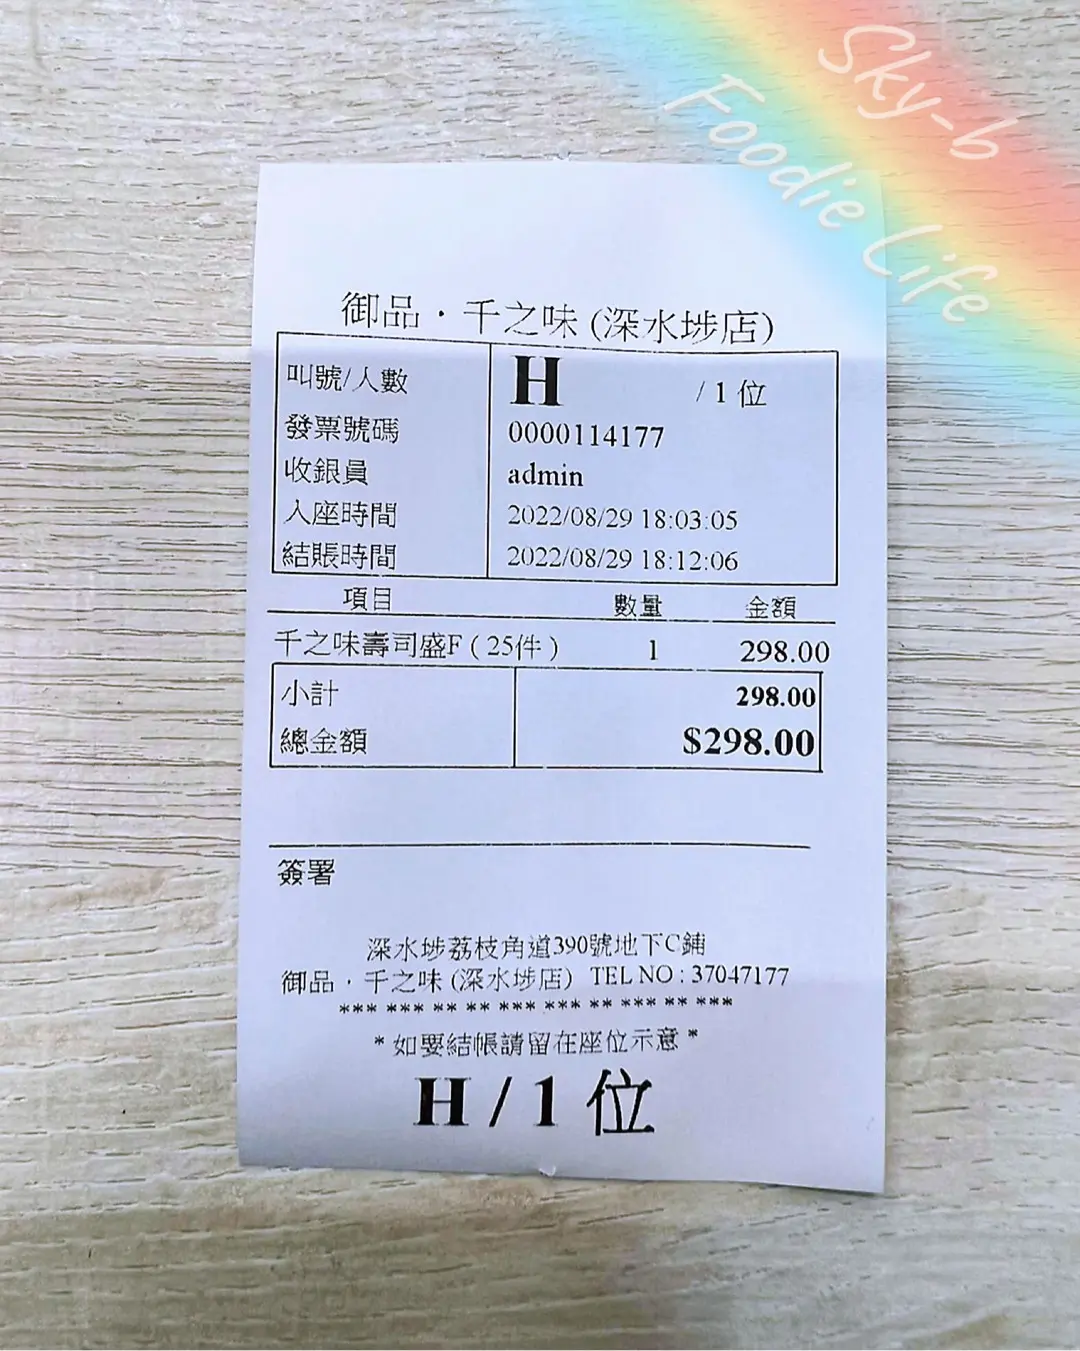 Sky-b
Foodie Life
御品・千之味 (深水埗店)
叫號/人數 H / 1 位
發票號碼 0000114177
收銀員 admin
入座時間 2022/08/29 18:03:05
結賬時間 2022/08/29 18:12:06
項目 數量 金額
千之味壽司盛F ( 25件 ) 1 298.00
小計 298.00
總金額 $298.00
簽署
深水埗荔枝角道390號地下C鋪
御品・千之味 (深水埗店) TEL NO : 37047177
*** *** ** ** *** *** ** *** ** ***
* 如要結帳請留在座位示意 *
H / 1 位